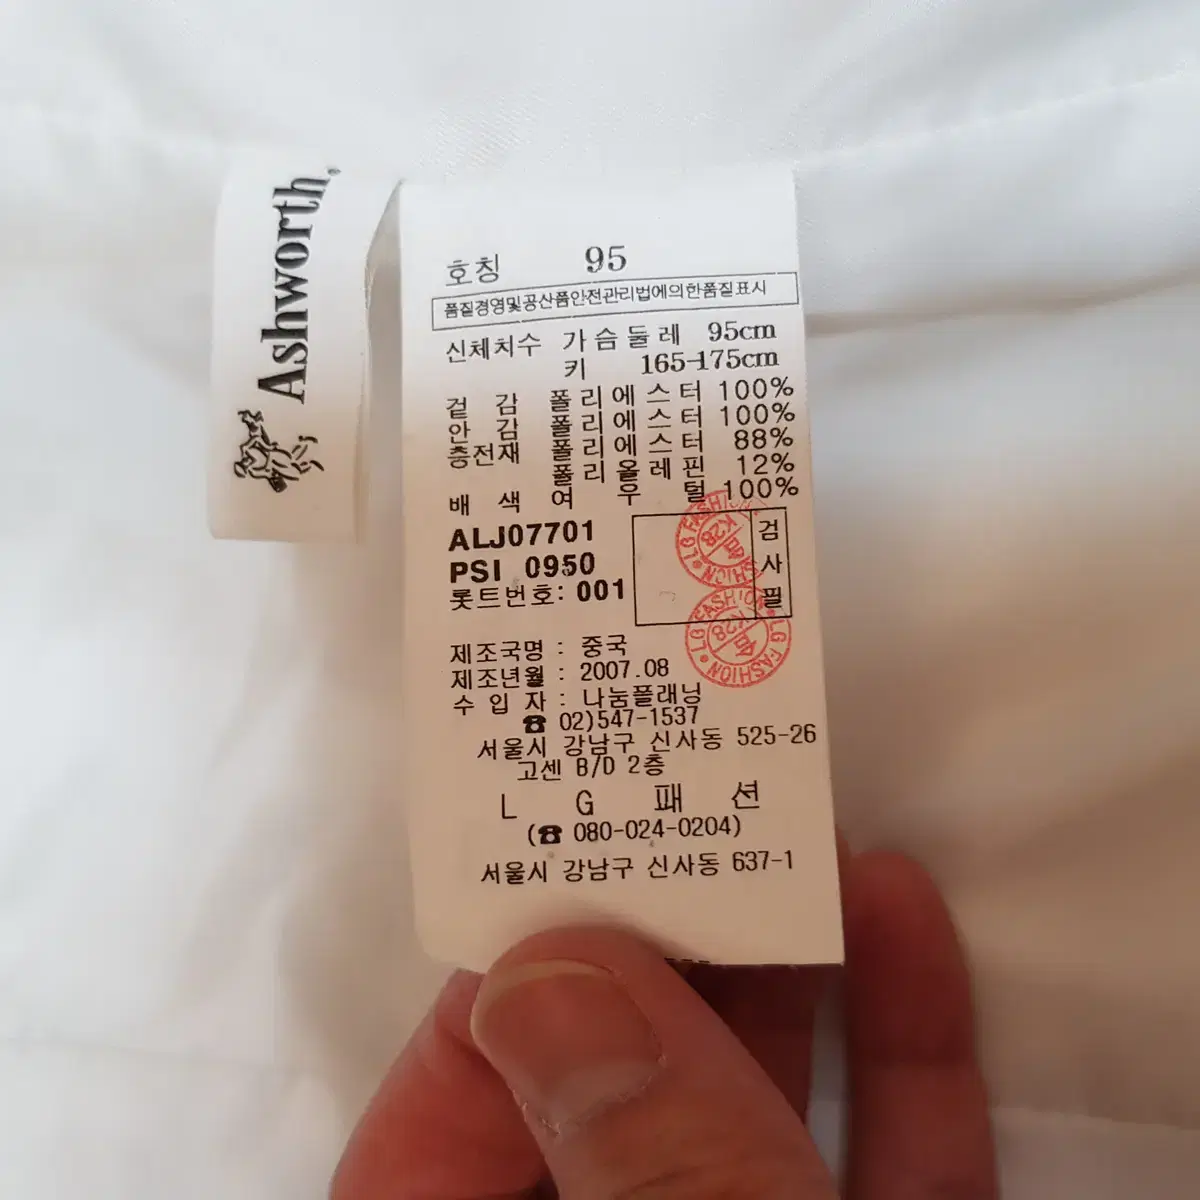 Ashworth
호칭 95
품질경영및공산품안전관리법에의한품질표시
신체치수 가슴둘레 95cm
키 165-175cm
겉감 폴리에스터 100%
안감 폴리에스터 100%
충전재 폴리에스터 88%
폴리올레핀 12%
배색 여우털 100%
ALJ07701
PSI 0950
롯트번호: 001
검사필
LG FASHION
K28
LG FASHION
K28
제조국명 : 중국
제조년월 : 2007.08
수입자 : 나눔플래닝
☎ 02)547-1537
서울시 강남구 신사동 525-26
고센 B/D 2층
LG패션
(☎ 080-024-0204)
서울시 강남구 신사동 637-1